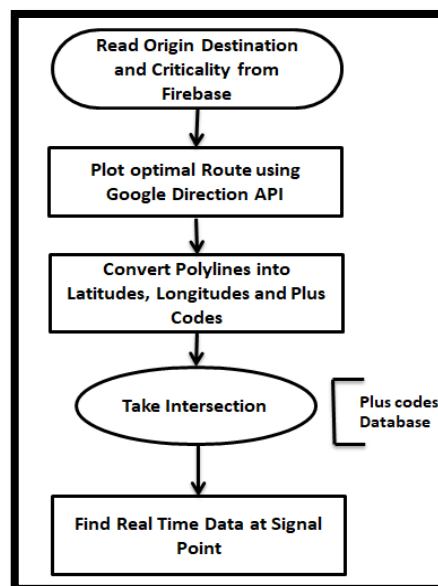 Read Origin Destination
and Criticality from
Firebase
Plot optimal Route using
Google Direction API
Convert Polylines into
Latitudes, Longitudes and Plus
Codes
Take Intersection
Plus codes
Database
Find Real Time Data at Signal
Point